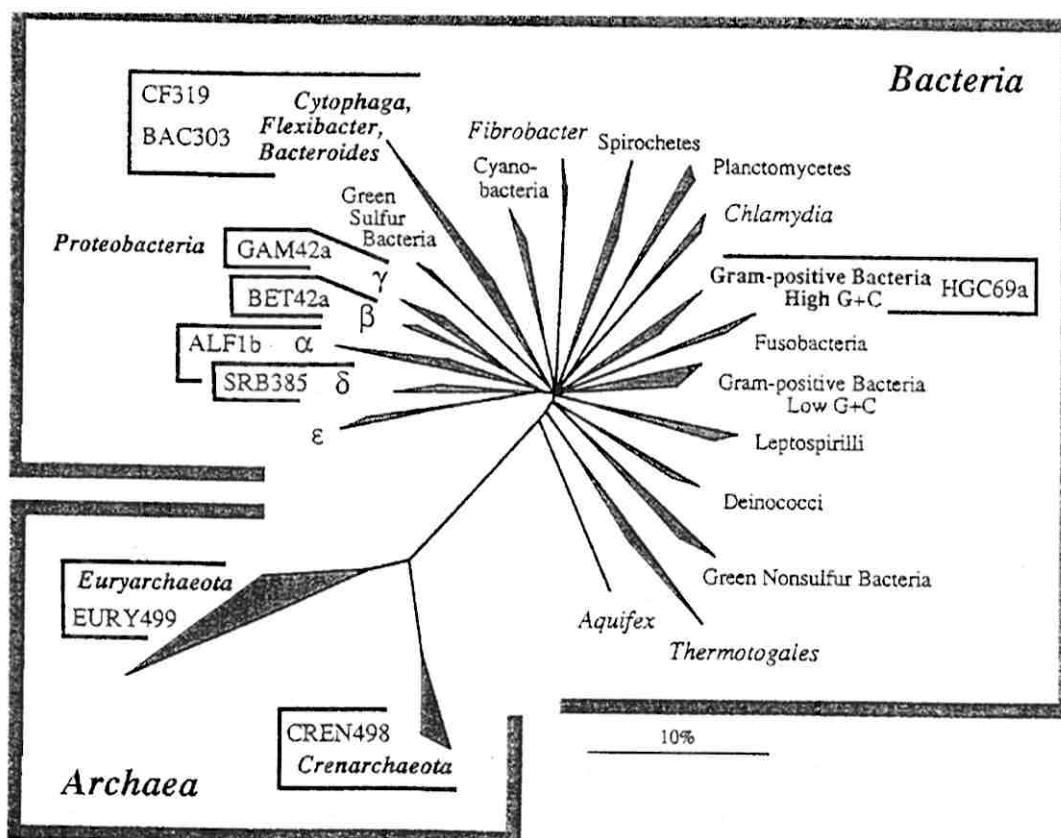 Bacteria
CF319
BAC303
Cytophaga,
Flexibacter,
Bacteroides
Fibrobacter
Spirochetes
Cyano-
bacteria
Planctomycetes
Green
Sulfur
Bacteria
Chlamydia
Proteobacteria
GAM42a
γ
BET42a
β
ALF1b α
SRB385 δ
ε
Gram-positive Bacteria
High G+C
HGC69a
Fusobacteria
Gram-positive Bacteria
Low G+C
Leptospirilli
Deinococci
Green Nonsulfur Bacteria
Aquifex
Thermotogales
Euryarchaeota
EURY499
CREN498
Crenarchaeota
Archaea
10%